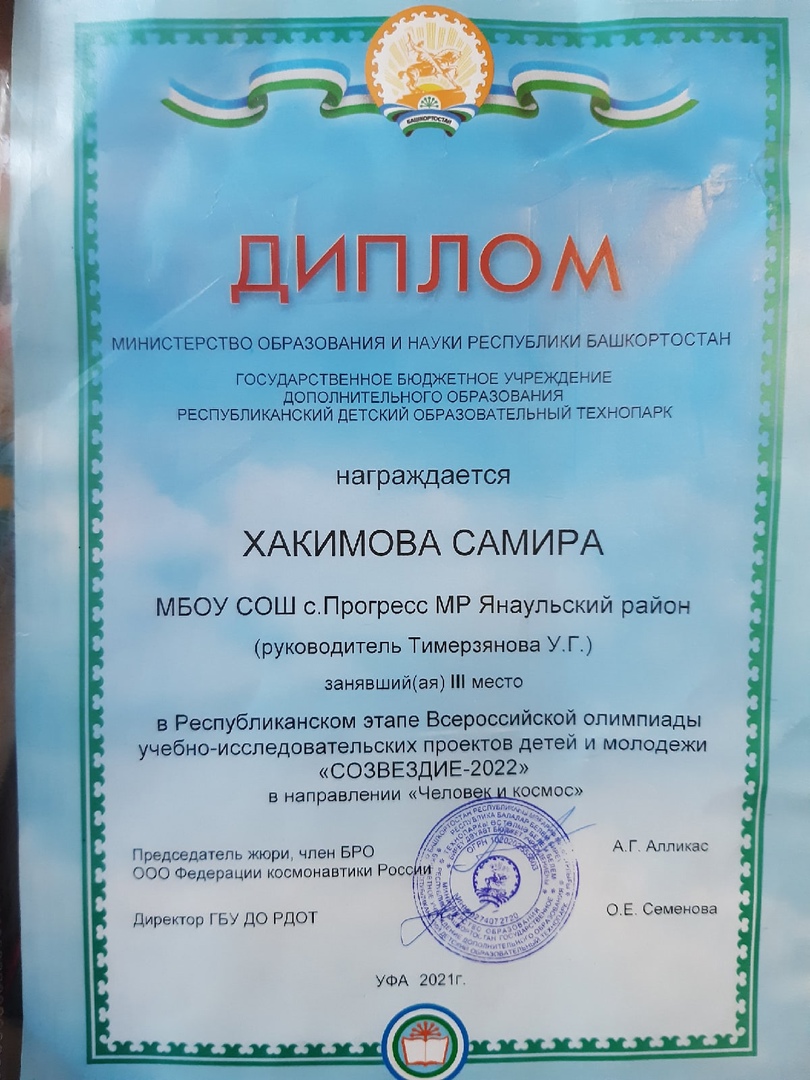 БАШКОРТОСТАН
ДИПЛОМ
МИНИСТЕРСТВО ОБРАЗОВАНИЯ И НАУКИ РЕСПУБЛИКИ БАШКОРТОСТАН
ГОСУДАРСТВЕННОЕ БЮДЖЕТНОЕ УЧРЕЖДЕНИЕ
ДОПОЛНИТЕЛЬНОГО ОБРАЗОВАНИЯ
РЕСПУБЛИКАНСКИЙ ДЕТСКИЙ ОБРАЗОВАТЕЛЬНЫЙ ТЕХНОПАРК
награждается
ХАКИМОВА САМИРА
МБОУ СОШ с.Прогресс МР Янаульский район
(руководитель Тимерзянова У.Г.)
занявший(ая) III место
в Республиканском этапе Всероссийской олимпиады
учебно-исследовательских проектов детей и молодежи
«СОЗВЕЗДИЕ-2022»
в направлении «Человек и космос»
Председатель жюри, член БРО
ООО Федерации космонавтики России
А.Г. Алликас
Директор ГБУ ДО РДОТ
О.Е. Семенова
УФА 2021г.